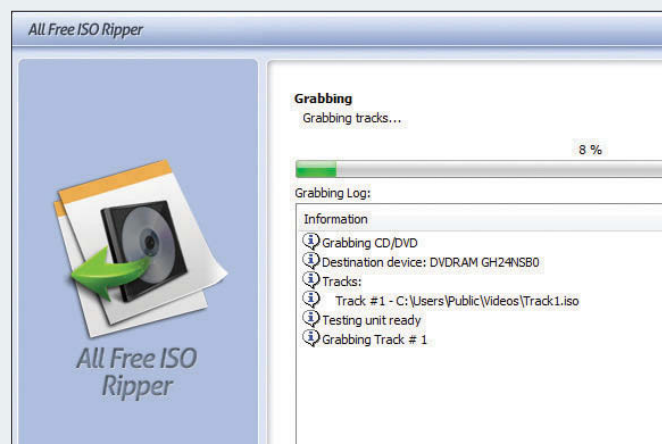 All Free ISO Ripper
Grabbing
Grabbing tracks...
8 %
Grabbing Log:
Information
Grabbing CD/DVD
Destination device: DVDRAM GH24NSB0
Tracks:
Track #1 - C:\Users\Public\Videos\Track1.iso
Testing unit ready
Grabbing Track # 1
All Free ISO
Ripper